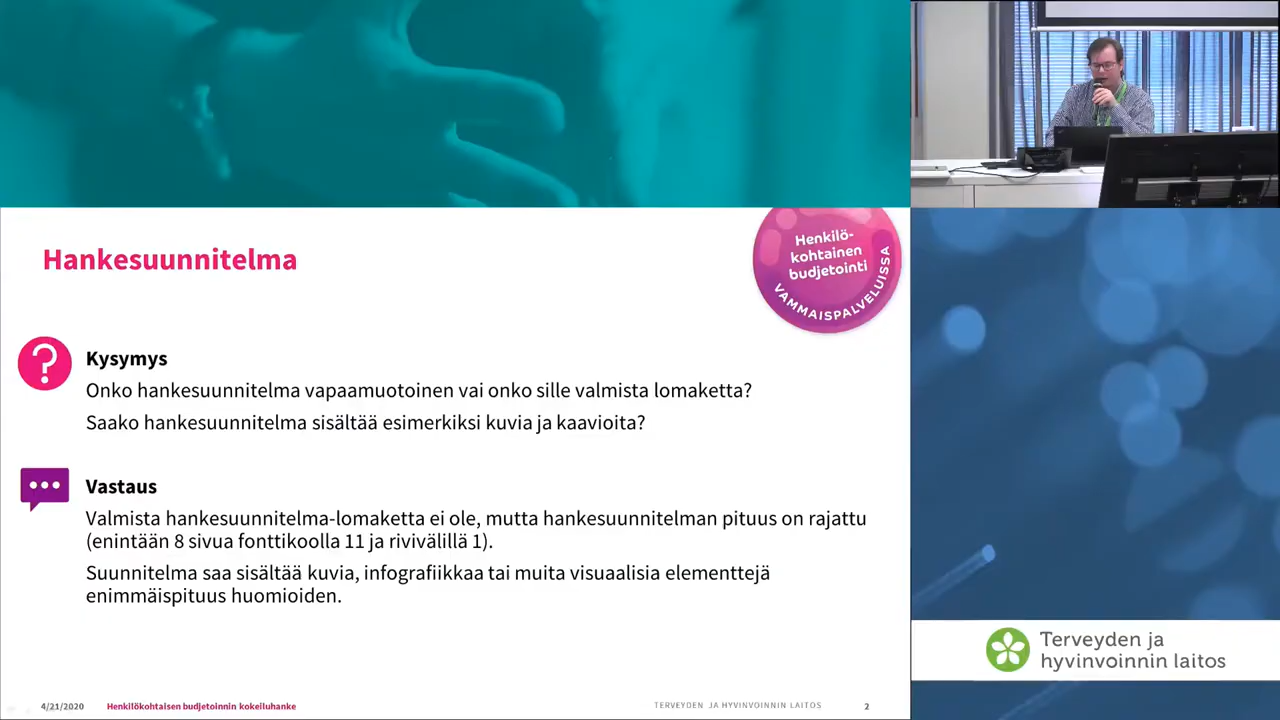 Hankesuunnitelma
Henkilö-
kohtainen
budjetointi
VAMMAISPALVELUISSA
Kysymys
Onko hankesuunnitelma vapaamuotoinen vai onko sille valmista lomaketta?
Saako hankesuunnitelma sisältää esimerkiksi kuvia ja kaavioita?
Vastaus
Valmista hankesuunnitelma-lomaketta ei ole, mutta hankesuunnitelman pituus on rajattu
(enintään 8 sivua fonttikoolla 11 ja rivivälillä 1).
Suunnitelma saa sisältää kuvia, infografiikkaa tai muita visuaalisia elementtejä
enimmäispituus huomioiden.
4/21/2020 Henkilökohtaisen budjetoinnin kokeiluhanke TERVEYDEN JA HYVINVOINNIN LAITOS 2
Terveyden ja
hyvinvoinnin laitos